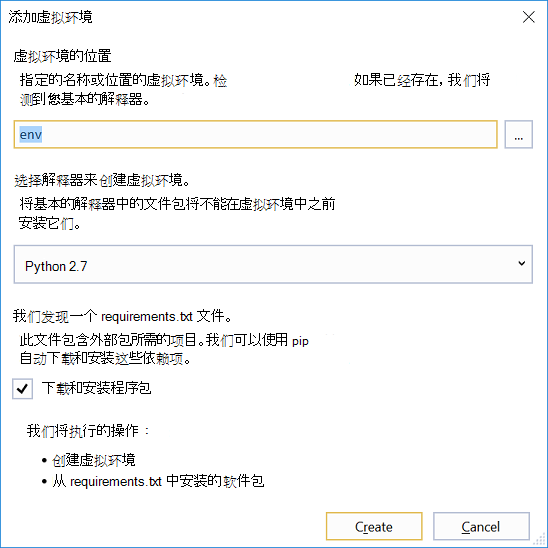 添加虚拟环境
虚拟环境的位置
指定的名称或位置的虚拟环境。检 如果已经存在，我们将
测到您基本的解释器。
env
...
选择解释器来创建虚拟环境。
将基本的解释器中的文件包将不能在虚拟环境中之前
安装它们。
Python 2.7
我们发现一个 requirements.txt 文件。
此文件包含外部包所需的项目。我们可以使用 pip
自动下载和安装这些依赖项。
下载和安装程序包
我们将执行的操作：
• 创建虚拟环境
• 从 requirements.txt 中安装的软件包
Create
Cancel